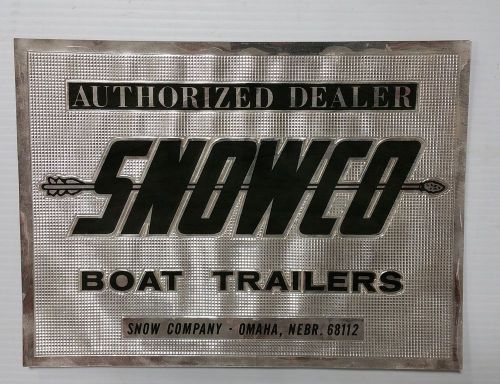 AUTHORIZED DEALER
SNOWCO
BOAT TRAILERS
SNOW COMPANY - OMAHA, NEBR. 68112